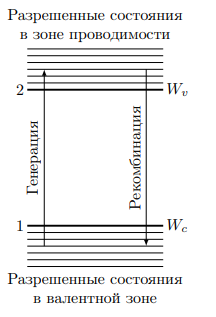 Разрешенные состояния
в зоне проводимости
2
W_v
Генерация
Рекомбинация
1
W_c
Разрешенные состояния
в валентной зоне